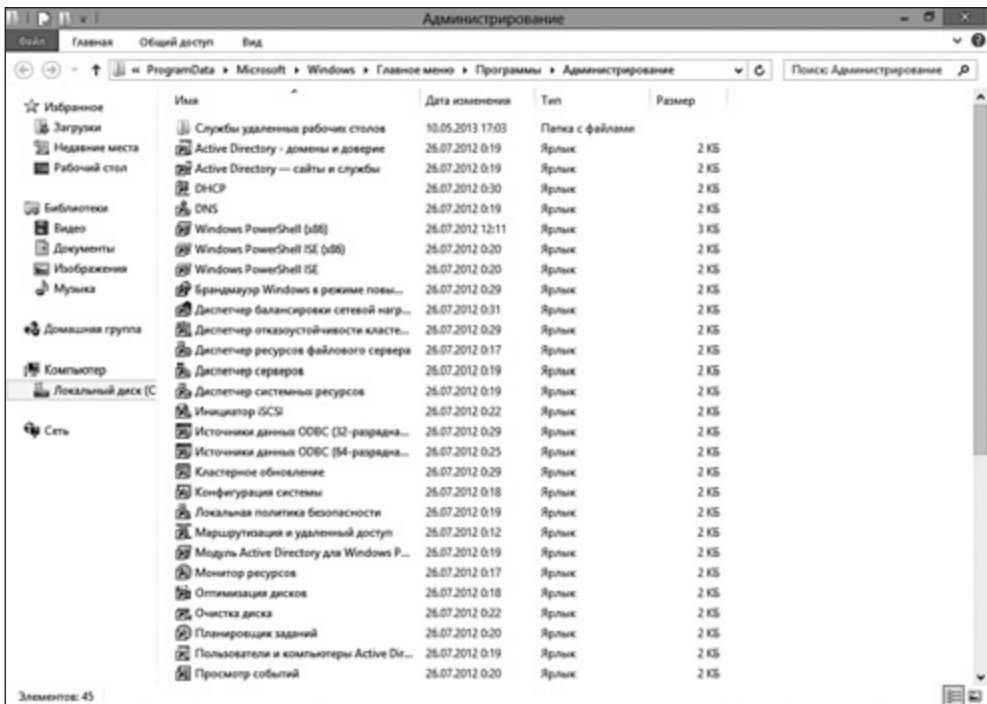 Администрирование
Файл Главная Общий доступ Вид
« ProgramData ▸ Microsoft ▸ Windows ▸ Главное меню ▸ Программы ▸ Администрирование Поиск: Администрирование
Избранное
Загрузки
Недавние места
Рабочий стол
Библиотеки
Видео
Документы
Изображения
Музыка
Домашняя группа
Компьютер
Локальный диск (C
Сеть
Имя Дата изменения Тип Размер
Службы удаленных рабочих столов 10.05.2013 17:03 Папка с файлами
Active Directory - домены и доверие 26.07.2012 0:19 Ярлык 2 КБ
Active Directory — сайты и службы 26.07.2012 0:19 Ярлык 2 КБ
DHCP 26.07.2012 0:30 Ярлык 2 КБ
DNS 26.07.2012 0:19 Ярлык 2 КБ
Windows PowerShell (x86) 26.07.2012 12:11 Ярлык 3 КБ
Windows PowerShell ISE (x86) 26.07.2012 0:20 Ярлык 2 КБ
Windows PowerShell ISE 26.07.2012 0:20 Ярлык 2 КБ
Брандмауэр Windows в режиме повы... 26.07.2012 0:29 Ярлык 2 КБ
Диспетчер балансировки сетевой нагр... 26.07.2012 0:31 Ярлык 2 КБ
Диспетчер отказоустойчивости класте... 26.07.2012 0:29 Ярлык 2 КБ
Диспетчер ресурсов файлового сервера 26.07.2012 0:17 Ярлык 2 КБ
Диспетчер серверов 26.07.2012 0:19 Ярлык 2 КБ
Диспетчер системных ресурсов 26.07.2012 0:19 Ярлык 2 КБ
Инициатор iSCSI 26.07.2012 0:22 Ярлык 2 КБ
Источники данных ODBC (32-разрядна... 26.07.2012 0:29 Ярлык 2 КБ
Источники данных ODBC (64-разрядна... 26.07.2012 0:25 Ярлык 2 КБ
Кластерное обновление 26.07.2012 0:29 Ярлык 2 КБ
Конфигурация системы 26.07.2012 0:18 Ярлык 2 КБ
Локальная политика безопасности 26.07.2012 0:19 Ярлык 2 КБ
Маршрутизация и удаленный доступ 26.07.2012 0:12 Ярлык 2 КБ
Модуль Active Directory для Windows P... 26.07.2012 0:19 Ярлык 2 КБ
Монитор ресурсов 26.07.2012 0:17 Ярлык 2 КБ
Оптимизация дисков 26.07.2012 0:18 Ярлык 2 КБ
Очистка диска 26.07.2012 0:22 Ярлык 2 КБ
Планировщик заданий 26.07.2012 0:20 Ярлык 2 КБ
Пользователи и компьютеры Active Dir... 26.07.2012 0:19 Ярлык 2 КБ
Просмотр событий 26.07.2012 0:20 Ярлык 2 КБ
Элементов: 45